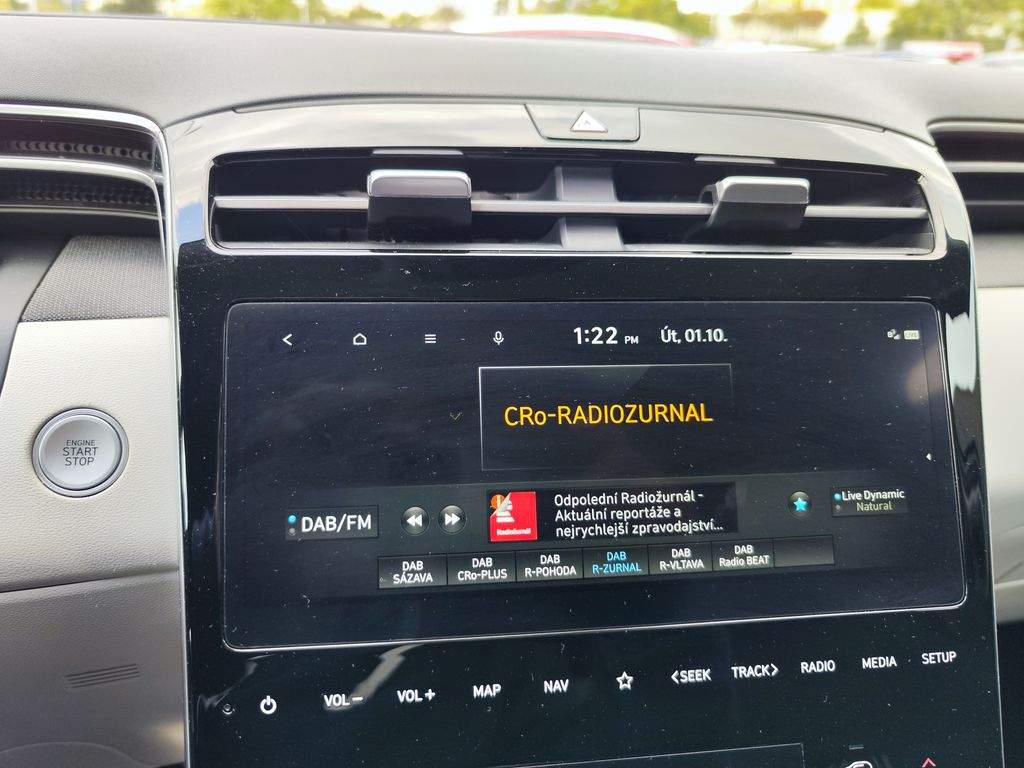 1:22 PM Út, 01.10.
LIVE
CRo-RADIOZURNAL
ENGINE
START
STOP
DAB/FM
Radiožurnál
Odpolední Radiožurnál -
Aktuální reportáže a
nejrychlejší zpravodajství...
Live Dynamic
Natural
DAB
SÁZAVA
DAB
CRo-PLUS
DAB
R-POHODA
DAB
R-ZURNAL
DAB
R-VLTAVA
DAB
Radio BEAT
VOL- VOL+ MAP NAV <SEEK TRACK> RADIO MEDIA SETUP